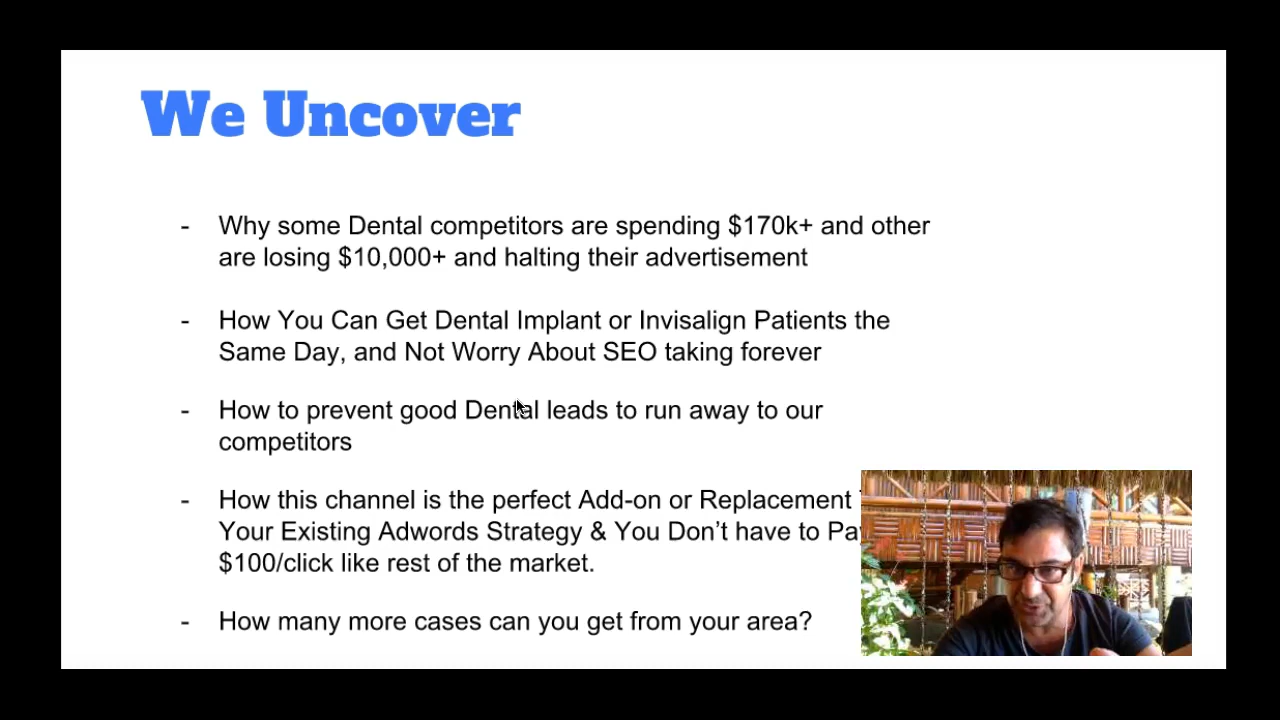 We Uncover
- Why some Dental competitors are spending $170k+ and other
are losing $10,000+ and halting their advertisement
- How You Can Get Dental Implant or Invisalign Patients the
Same Day, and Not Worry About SEO taking forever
- How to prevent good Dental leads to run away to our
competitors
- How this channel is the perfect Add-on or Replacement
Your Existing Adwords Strategy & You Don’t have to
$100/click like rest of the market.
- How many more cases can you get from your area?